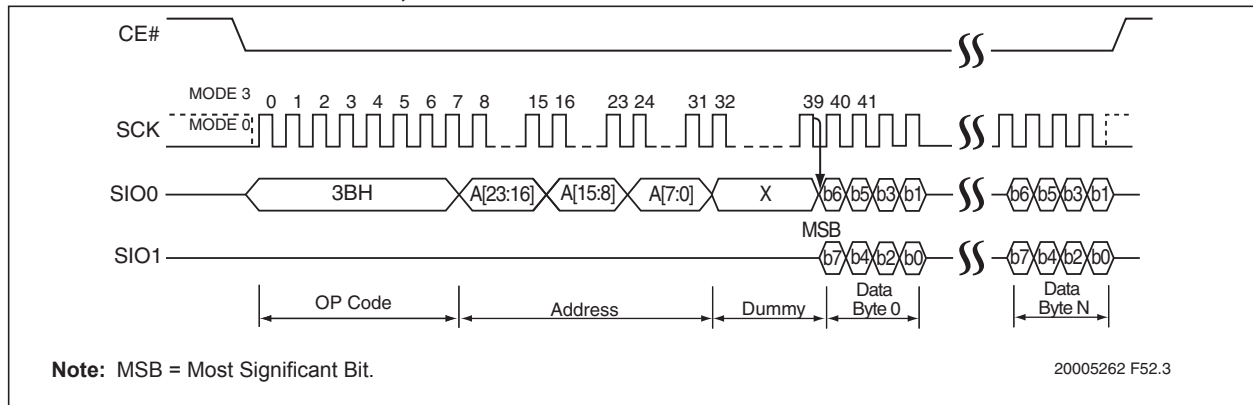 CE#
MODE 3
0 1 2 3 4 5 6 7 8 15 16 23 24 31 32 39 40 41
SCK
MODE 0
SIO0
3BH A[23:16] A[15:8] A[7:0] X b6 b5 b3 b1 b6 b5 b3 b1
MSB
SIO1
b7 b4 b2 b0 b7 b4 b2 b0
OP Code Address Dummy Data Byte 0 Data Byte N
Note: MSB = Most Significant Bit.
20005262 F52.3